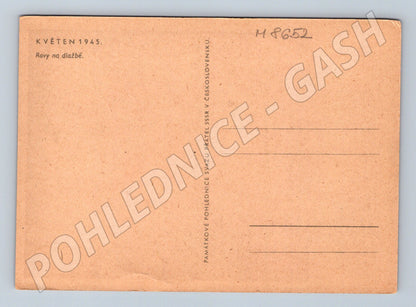 KVĚTEN 1945.
Rovy na dlažbě.
M 8652
PAMÁTKOVÉ POHLEDNICE SVAZU PŘÁTEL SSSR V ČESKOSLOVENSKU.
POHLEDNICE - GASH